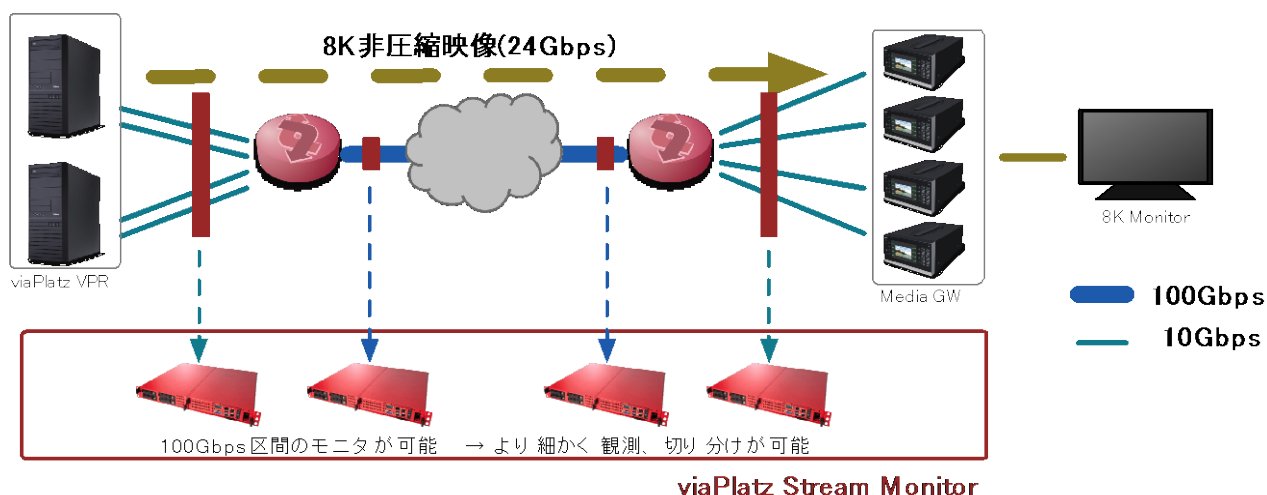 8K非圧縮映像(24Gbps)
viaPlatz VPR
Media GW
8K Monitor
100Gbps
10Gbps
100Gbps区間のモニタが可能 → より細かく観測、切り分けが可能
viaPlatz Stream Monitor